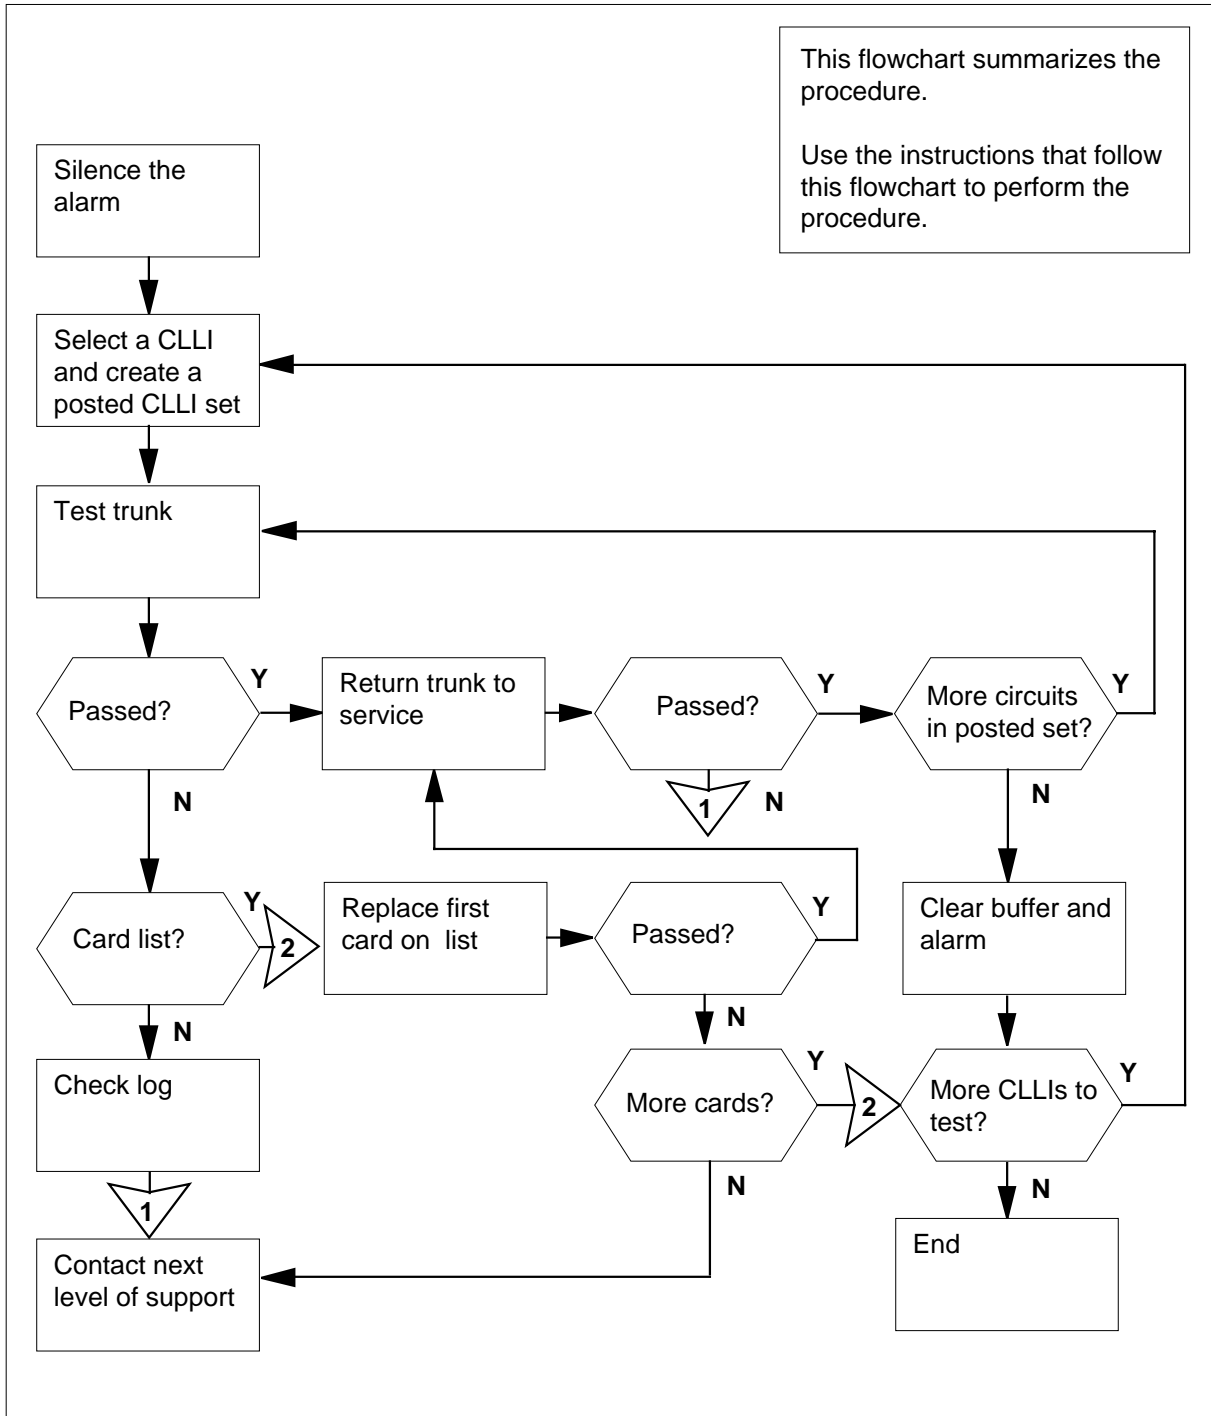 This flowchart summarizes the
procedure.
Use the instructions that follow
this flowchart to perform the
procedure.
Silence the
alarm
Select a CLLI
and create a
posted CLLI set
Test trunk
Passed?
Y
N
Return trunk to
service
Passed?
Y
N
1
More circuits
in posted set?
Y
N
Card list?
Y
2
N
Replace first
card on list
Passed?
Y
N
Clear buffer and
alarm
Check log
1
More cards?
Y
2
N
More CLLIs to
test?
Y
N
Contact next
level of support
End